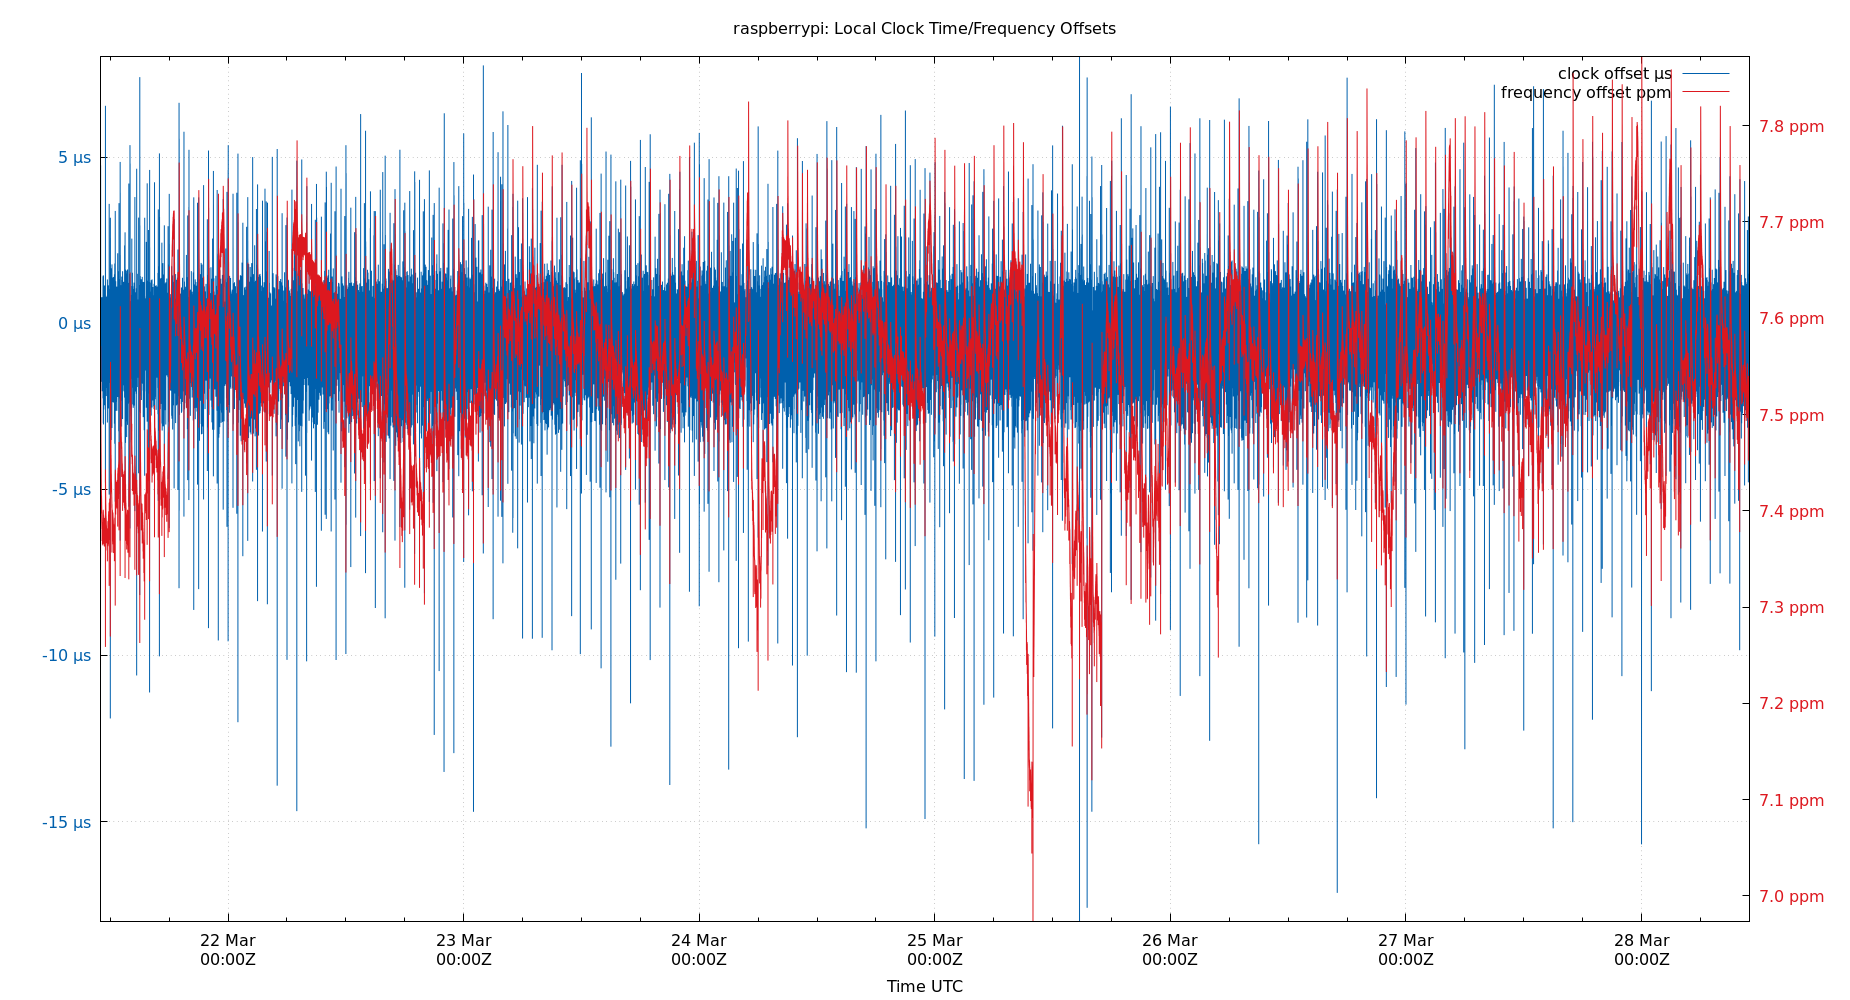 raspberrypi: Local Clock Time/Frequency Offsets
clock offset µs
frequency offset ppm
5 µs
0 µs
-5 µs
-10 µs
-15 µs
7.8 ppm
7.7 ppm
7.6 ppm
7.5 ppm
7.4 ppm
7.3 ppm
7.2 ppm
7.1 ppm
7.0 ppm
22 Mar
00:00Z
23 Mar
00:00Z
24 Mar
00:00Z
25 Mar
00:00Z
26 Mar
00:00Z
27 Mar
00:00Z
28 Mar
00:00Z
Time UTC